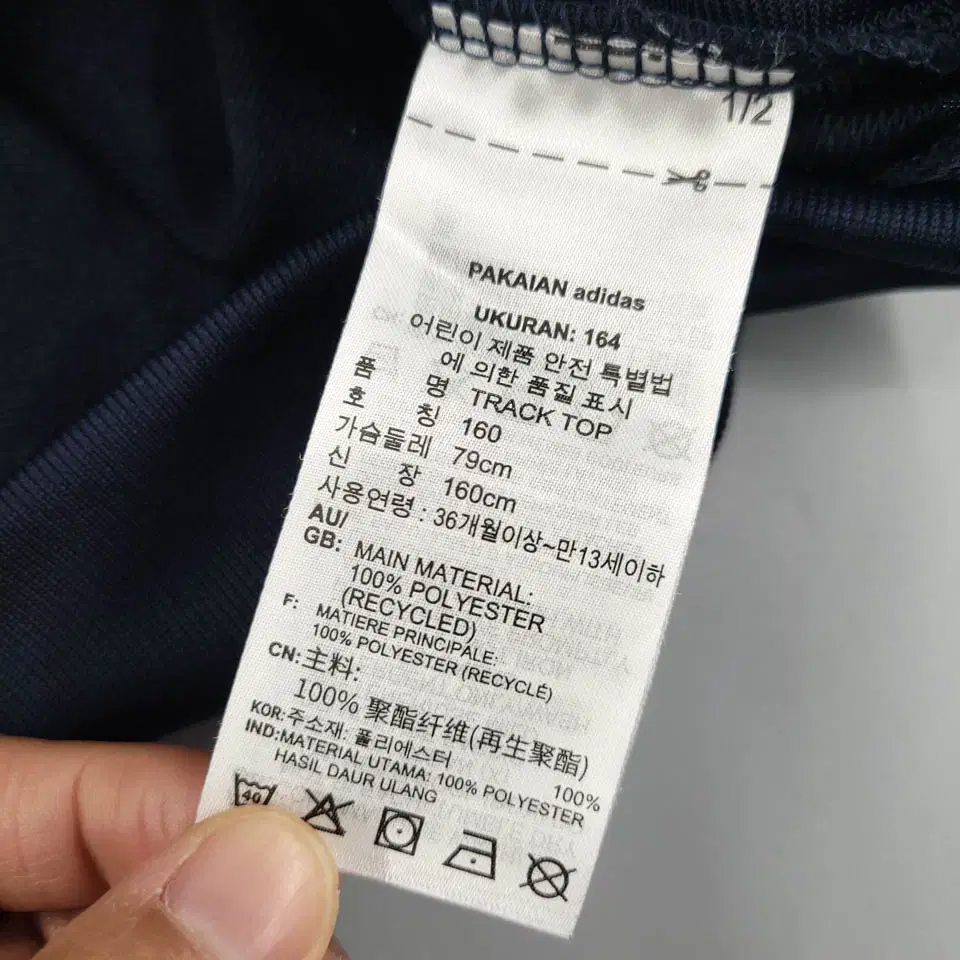 1/2
PAKAIAN adidas
UKURAN: 164
어린이 제품 안전 특별법
에 의한 품질 표시
품 명 TRACK TOP
호 칭 160
가슴둘레 79cm
신 장 160cm
사용연령 : 36개월이상~만13세이하
AU/
GB: MAIN MATERIAL:
100% POLYESTER
(RECYCLED)
F: MATIERE PRINCIPALE:
100% POLYESTER (RECYCLÉ)
CN: 主料:
100% 聚酯纤维(再生聚酯)
KOR: 주소재: 폴리에스터 100%
IND: MATERIAL UTAMA: 100% POLYESTER
HASIL DAUR ULANG
40